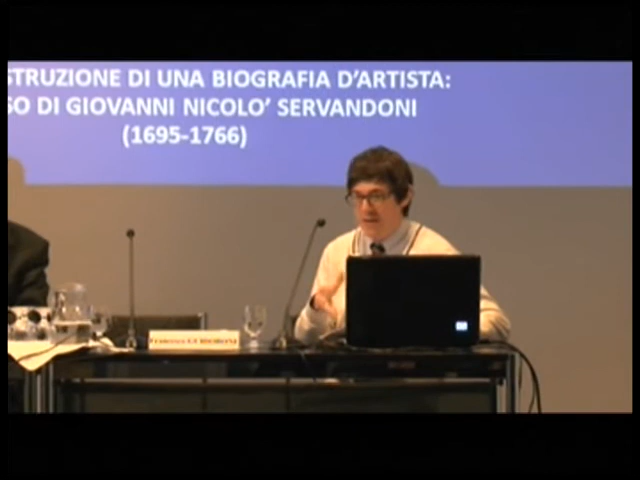 STRUZIONE DI UNA BIOGRAFIA D'ARTISTA:
SO DI GIOVANNI NICOLO' SERVANDONI
(1695-1766)